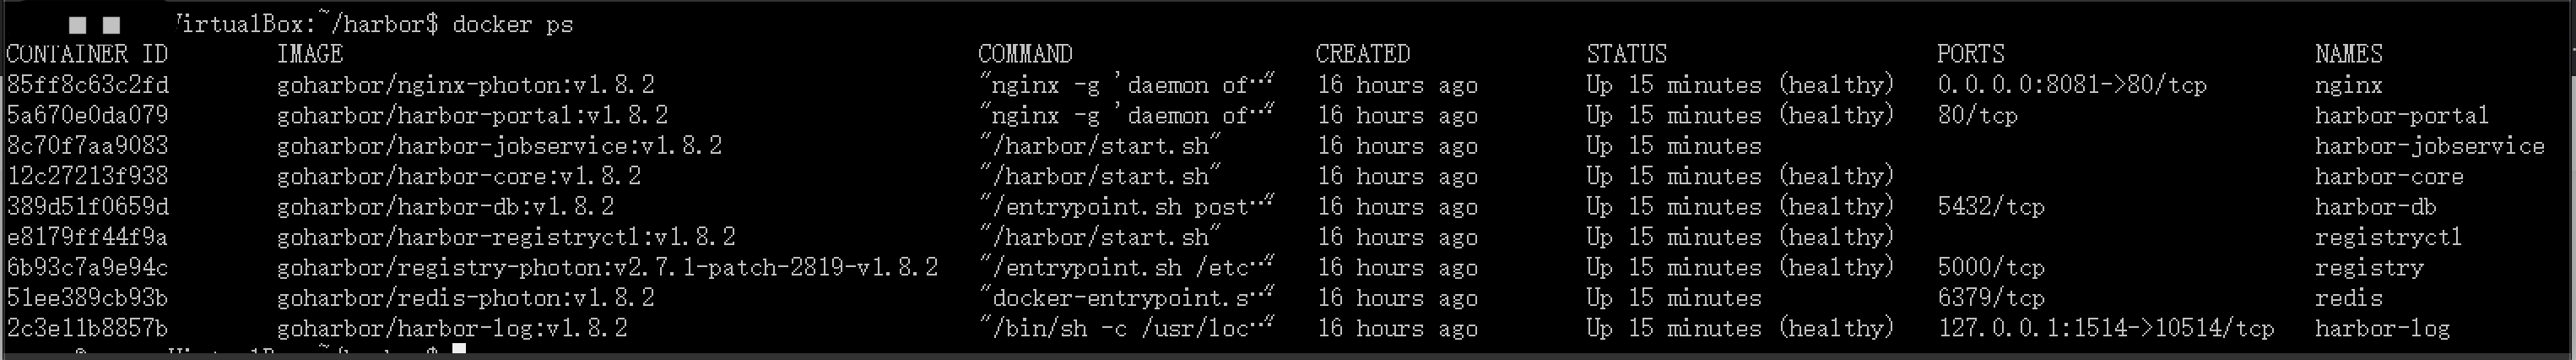 VirtualBox:~/harbor$ docker ps
CONTAINER ID IMAGE COMMAND CREATED STATUS PORTS NAMES
85ff8c63c2fd goharbor/nginx-photon:v1.8.2 "nginx -g 'daemon of…" 16 hours ago Up 15 minutes (healthy) 0.0.0.0:8081->80/tcp nginx
5a670e0da079 goharbor/harbor-portal:v1.8.2 "nginx -g 'daemon of…" 16 hours ago Up 15 minutes (healthy) 80/tcp harbor-portal
8c70f7aa9083 goharbor/harbor-jobservice:v1.8.2 "/harbor/start.sh" 16 hours ago Up 15 minutes harbor-jobservice
12c27213f938 goharbor/harbor-core:v1.8.2 "/harbor/start.sh" 16 hours ago Up 15 minutes (healthy) harbor-core
389d51f0659d goharbor/harbor-db:v1.8.2 "/entrypoint.sh post…" 16 hours ago Up 15 minutes (healthy) 5432/tcp harbor-db
e8179ff44f9a goharbor/harbor-registryctl:v1.8.2 "/harbor/start.sh" 16 hours ago Up 15 minutes (healthy) registryctl
6b93c7a9e94c goharbor/registry-photon:v2.7.1-patch-2819-v1.8.2 "/entrypoint.sh /etc…" 16 hours ago Up 15 minutes (healthy) 5000/tcp registry
51ee389cb93b goharbor/redis-photon:v1.8.2 "docker-entrypoint.s…" 16 hours ago Up 15 minutes 6379/tcp redis
2c3e11b8857b goharbor/harbor-log:v1.8.2 "/bin/sh -c /usr/loc…" 16 hours ago Up 15 minutes (healthy) 127.0.0.1:1514->10514/tcp harbor-log
VirtualBox:~/harbor$